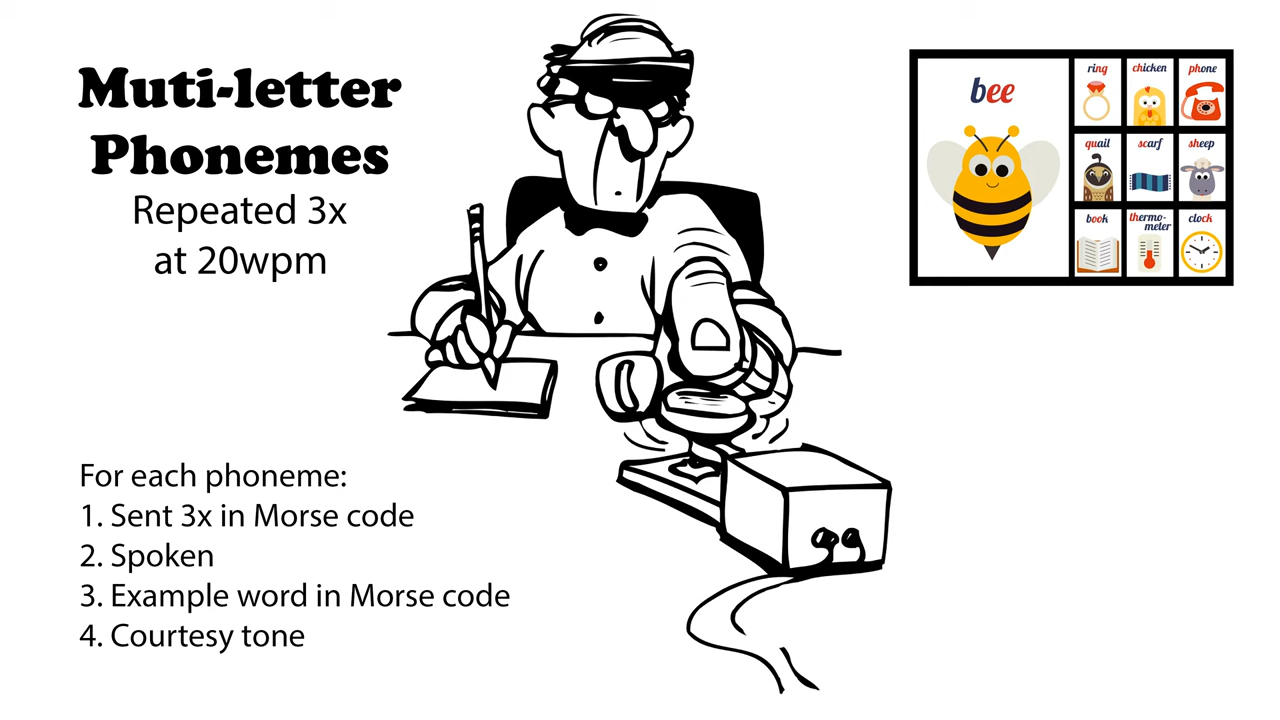 Muti-letter
Phonemes
Repeated 3x
at 20wpm
bee
ring
chicken
phone
quail
scarf
sheep
book
thermo-
meter
clock
For each phoneme:
1. Sent 3x in Morse code
2. Spoken
3. Example word in Morse code
4. Courtesy tone